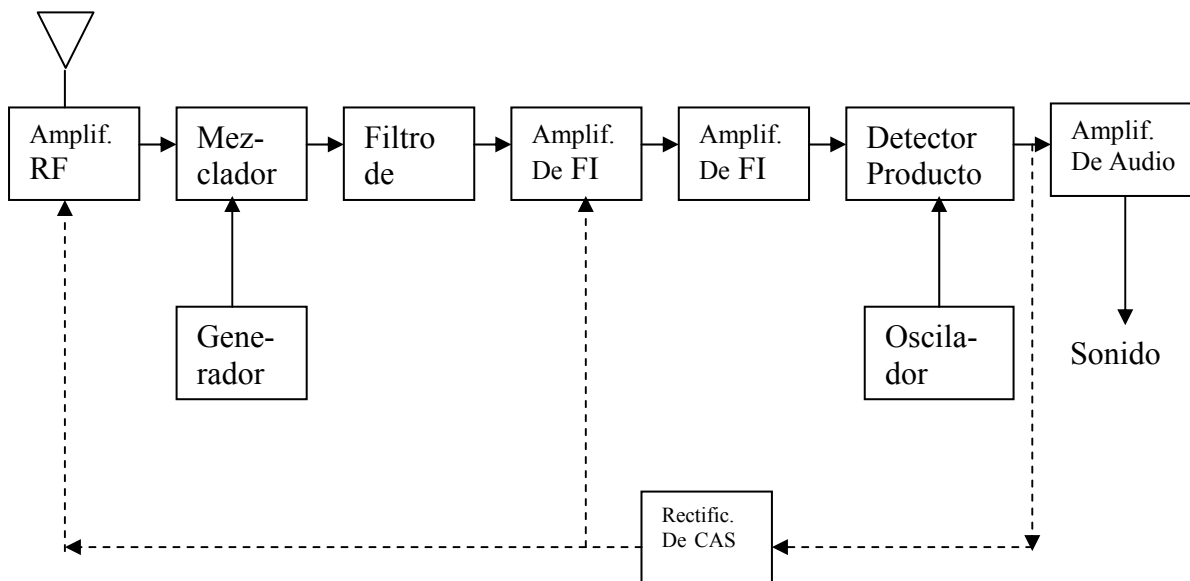 Amplif.
RF
Mez-
clador
Filtro
de
Amplif.
De FI
Amplif.
De FI
Detector
Producto
Amplif.
De Audio
Gene-
rador
Oscila-
dor
Sonido
Rectific.
De CAS